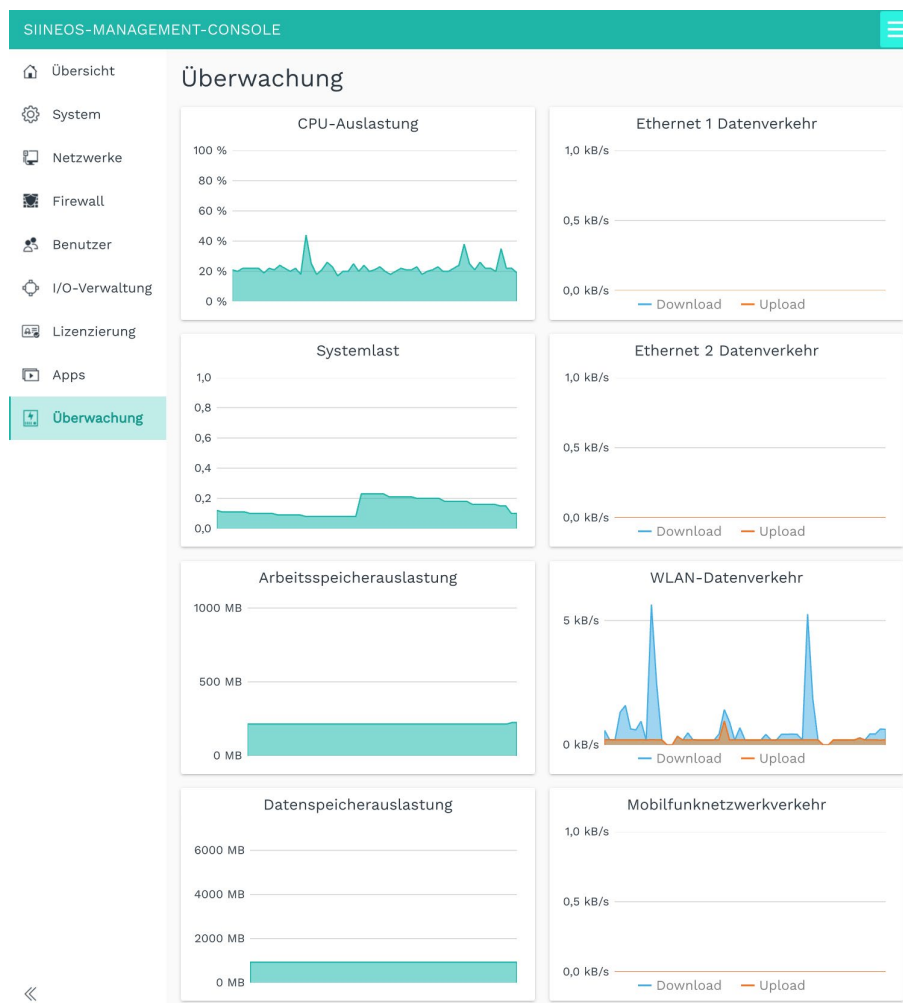 SIINEOS-MANAGEMENT-CONSOLE
Übersicht
System
Netzwerke
Firewall
Benutzer
I/O-Verwaltung
Lizenzierung
Apps
Überwachung
Überwachung
CPU-Auslastung
100 %
80 %
60 %
40 %
20 %
0 %
Ethernet 1 Datenverkehr
1,0 kB/s
0,5 kB/s
0,0 kB/s
Download Upload
Systemlast
1,0
0,8
0,6
0,4
0,2
0,0
Ethernet 2 Datenverkehr
1,0 kB/s
0,5 kB/s
0,0 kB/s
Download Upload
Arbeitsspeicherauslastung
1000 MB
500 MB
0 MB
WLAN-Datenverkehr
5 kB/s
0 kB/s
Download Upload
Datenspeicherauslastung
6000 MB
4000 MB
2000 MB
0 MB
Mobilfunknetzwerkverkehr
1,0 kB/s
0,5 kB/s
0,0 kB/s
Download Upload